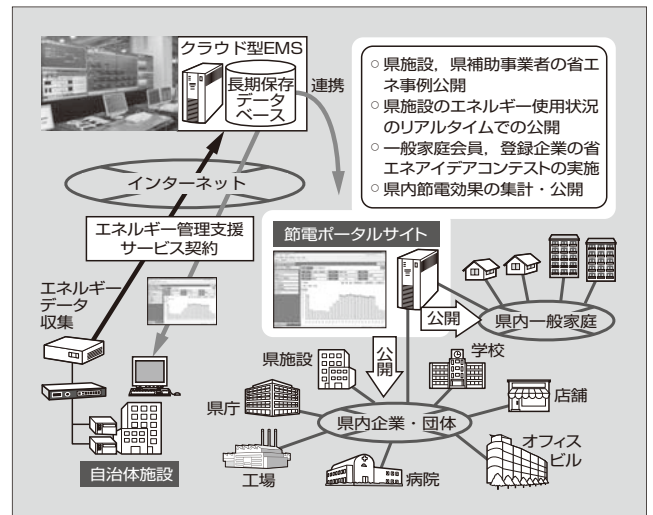 クラウド型EMS
長期保存
データ
ベース
連携
○県施設，県補助事業者の省エ
ネ事例公開
○県施設のエネルギー使用状況
のリアルタイムでの公開
○一般家庭会員，登録企業の省
エネアイデアコンテストの実施
○県内節電効果の集計・公開
インターネット
エネルギー管理支援
サービス契約
節電ポータルサイト
エネルギー
データ
収集
公開
県内一般家庭
公
開
県施設
学校
県庁
店舗
県内企業・団体
自治体施設
工場
病院
オフィス
ビル